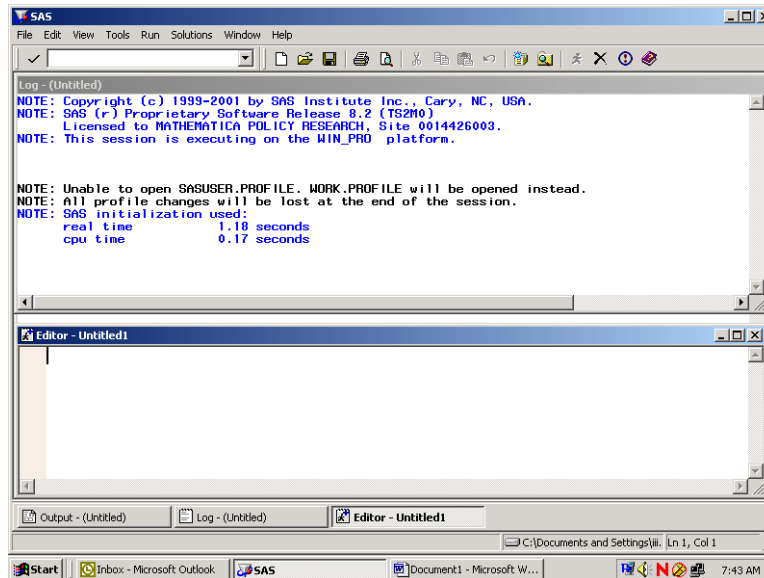 SAS
File Edit View Tools Run Solutions Window Help
Log - (Untitled)
NOTE: Copyright (c) 1999-2001 by SAS Institute Inc., Cary, NC, USA.
NOTE: SAS (r) Proprietary Software Release 8.2 (TS2M0)
Licensed to MATHEMATICA POLICY RESEARCH, Site 0014426003.
NOTE: This session is executing on the WIN_PRO platform.
NOTE: Unable to open SASUSER.PROFILE. WORK.PROFILE will be opened instead.
NOTE: All profile changes will be lost at the end of the session.
NOTE: SAS initialization used:
real time 1.18 seconds
cpu time 0.17 seconds
Editor - Untitled1
Output - (Untitled) Log - (Untitled) Editor - Untitled1
C:\Documents and Settings\iii. Ln 1, Col 1
Start Inbox - Microsoft Outlook SAS Document1 - Microsoft W... N 7:43 AM